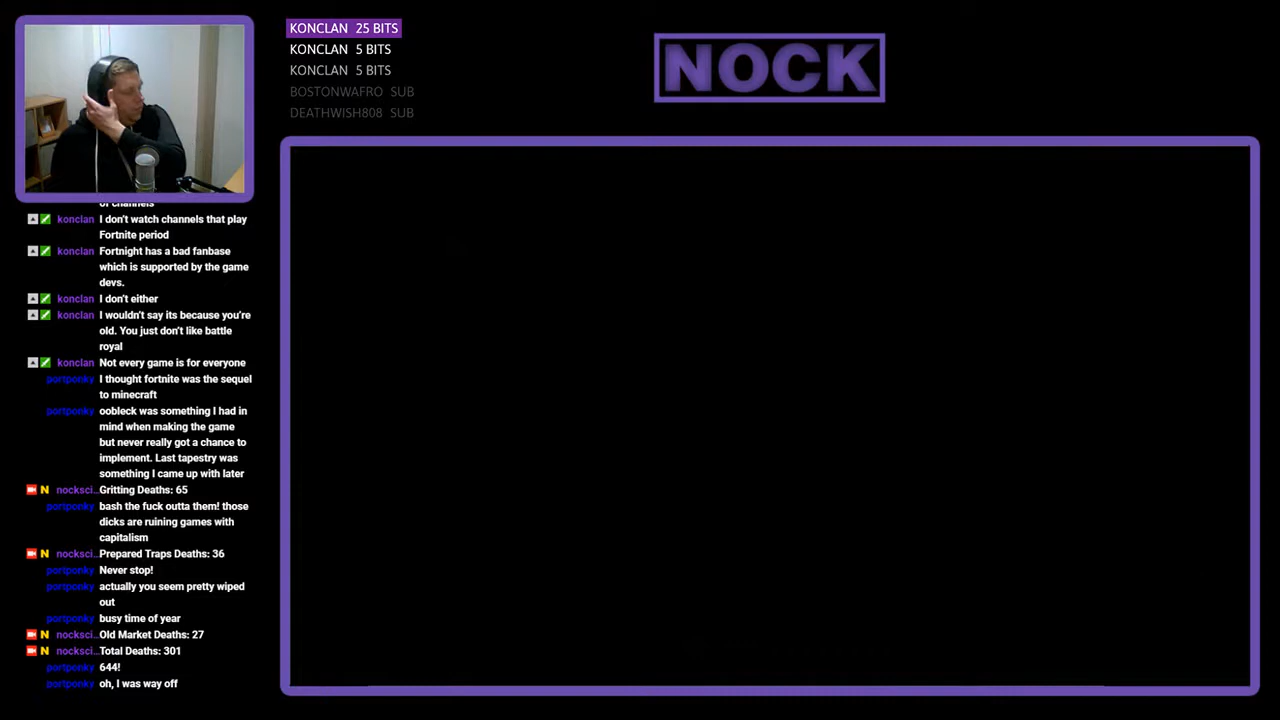 KONCLAN 25 BITS
KONCLAN 5 BITS
KONCLAN 5 BITS
BOSTONWAFRO SUB
DEATHWISH808 SUB
NOCK
of channels
konclan I don't watch channels that play
Fortnite period
konclan Fortnight has a bad fanbase
which is supported by the game
devs.
konclan I don't either
konclan I wouldn't say its because you're
old. You just don't like battle
royal
konclan Not every game is for everyone
portponky I thought fortnite was the sequel
to minecraft
portponky oobleck was something I had in
mind when making the game
but never really got a chance to
implement. Last tapestry was
something I came up with later
N nocksci... Gritting Deaths: 65
portponky bash the fuck outta them! those
dicks are ruining games with
capitalism
N nocksci... Prepared Traps Deaths: 36
portponky Never stop!
portponky actually you seem pretty wiped
out
portponky busy time of year
N nocksci... Old Market Deaths: 27
N nocksci... Total Deaths: 301
portponky 644!
portponky oh, I was way off